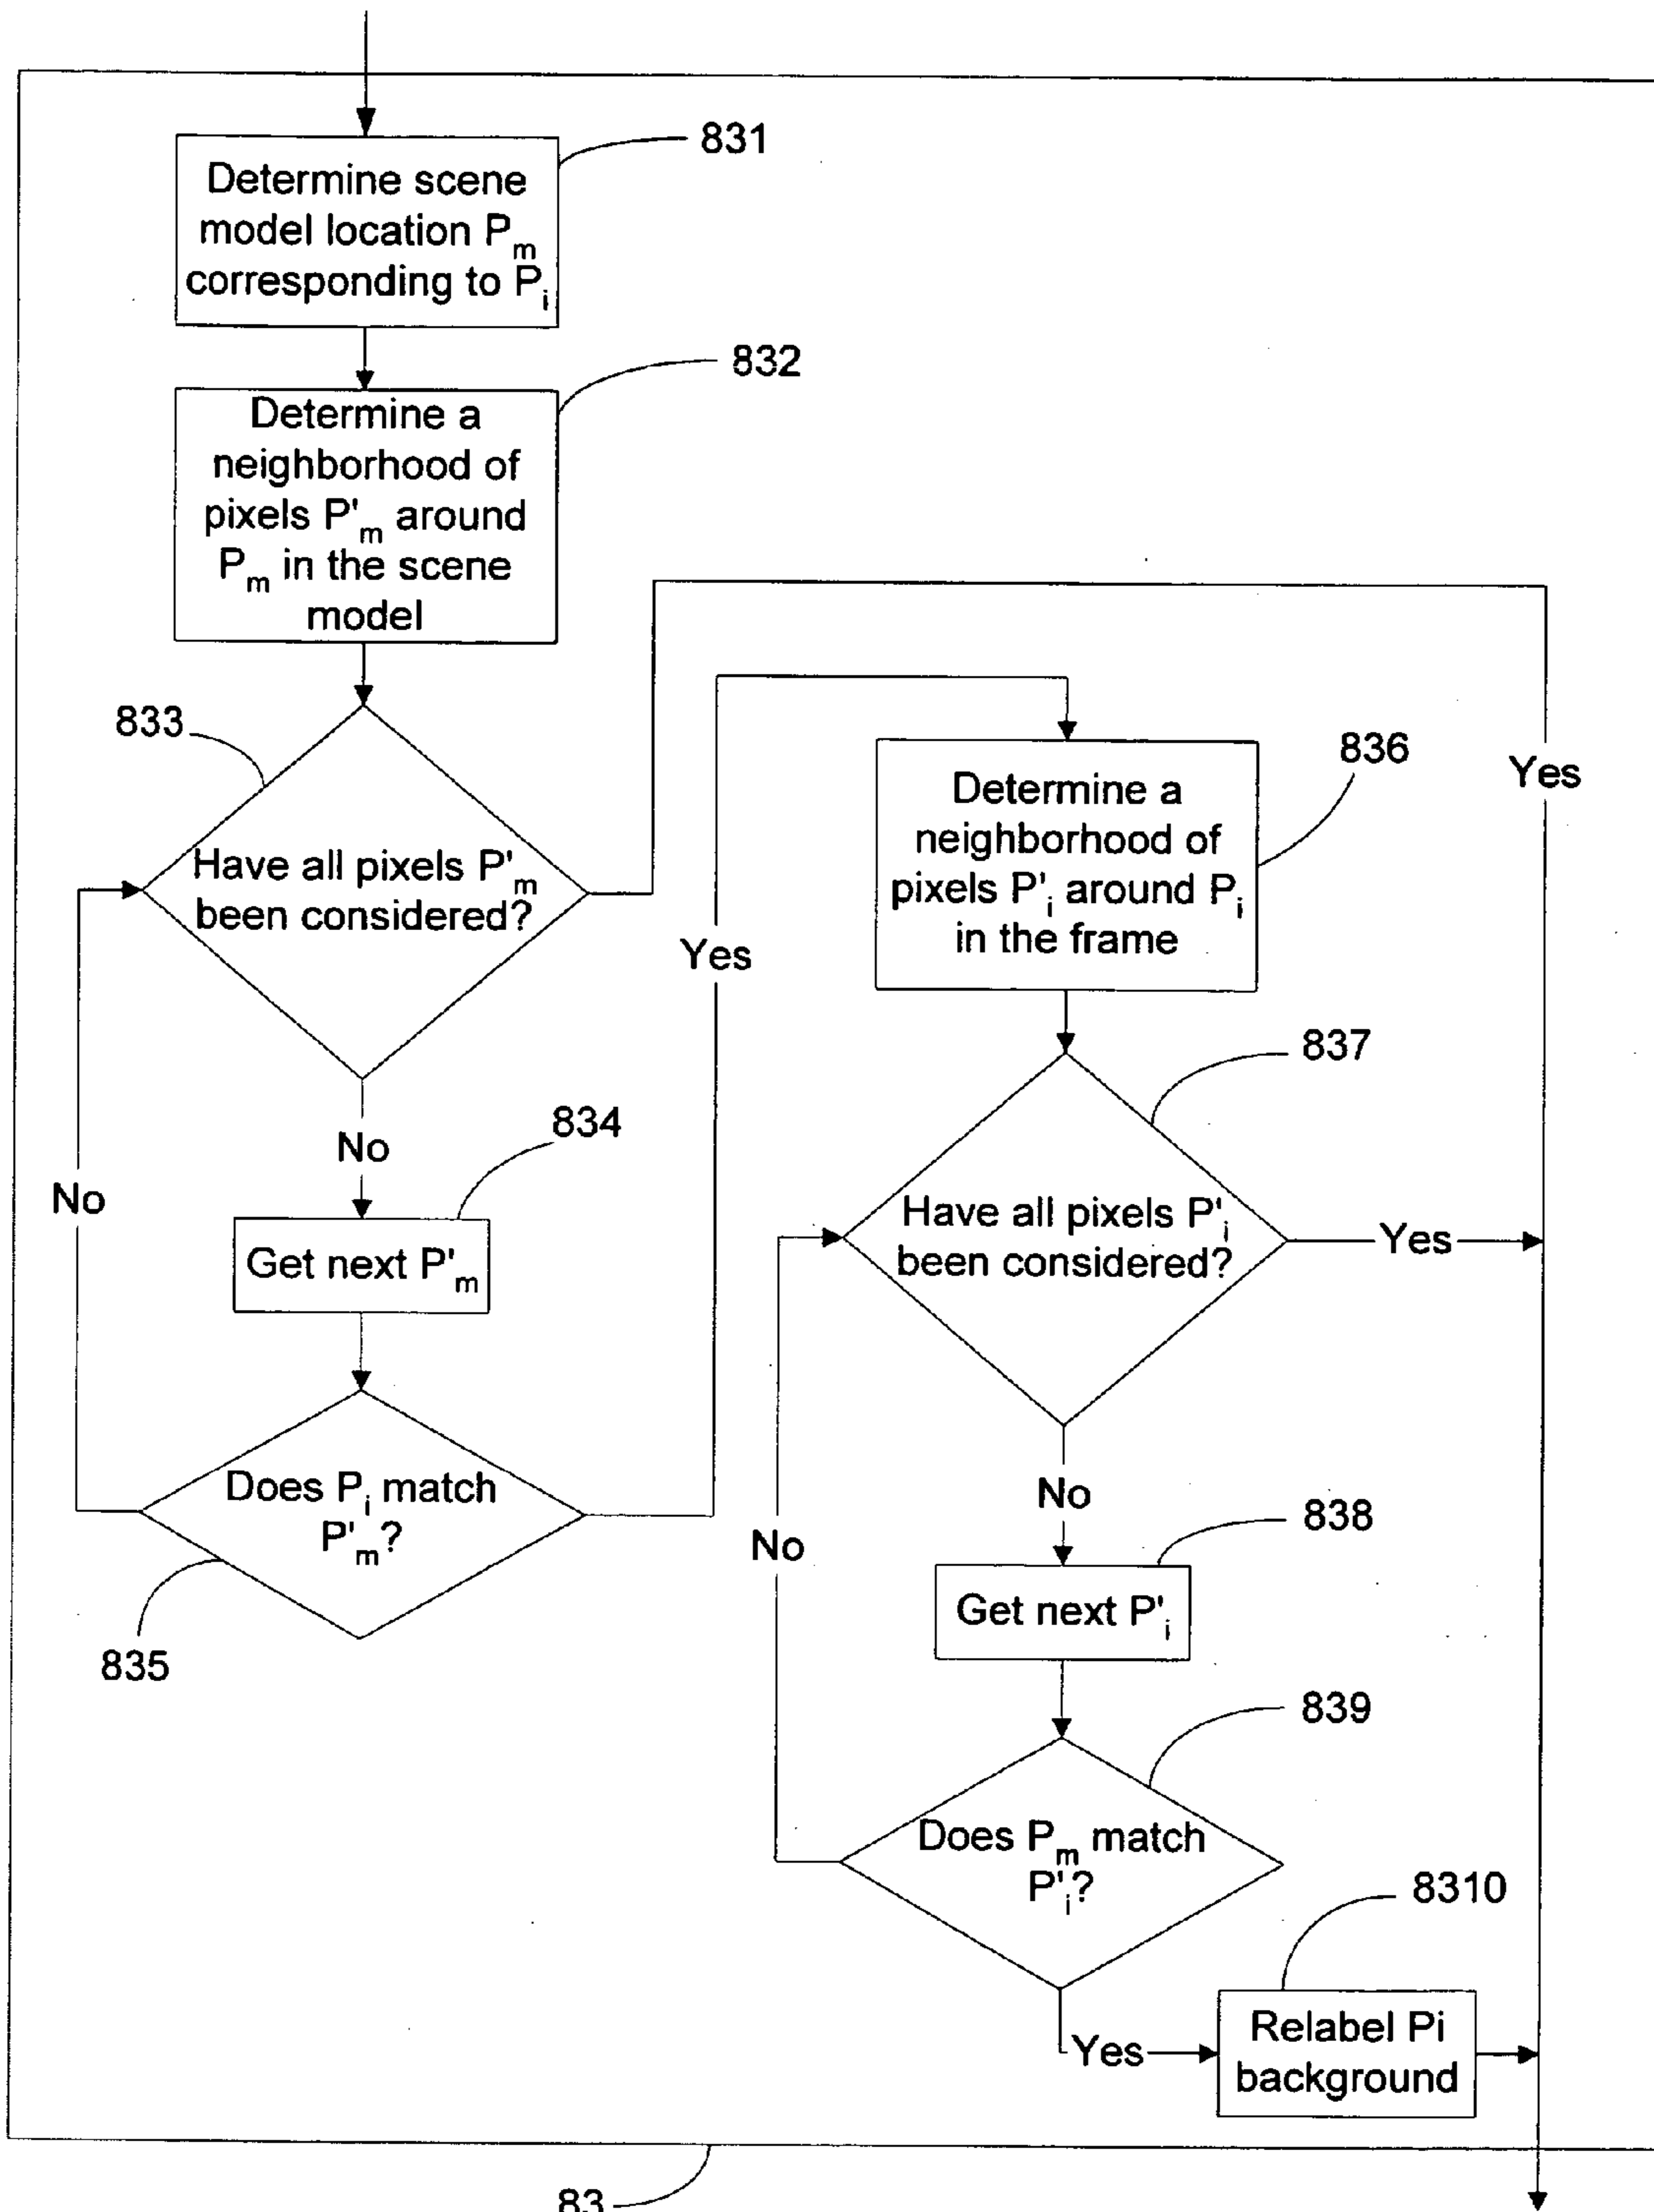 831
Determine scene
model location Pm
corresponding to Pi
832
Determine a
neighborhood of
pixels P'm around
Pm in the scene
model
833
Have all pixels P'm
been considered?
Yes
No
834
Get next P'm
No
Does Pi match
P'm?
835
Yes
836
Determine a
neighborhood of
pixels P'i around Pi
in the frame
837
Have all pixels P'i
been considered?
Yes
No
838
Get next P'i
No
839
Does Pm match
P'i?
Yes
8310
Relabel Pi
background
83